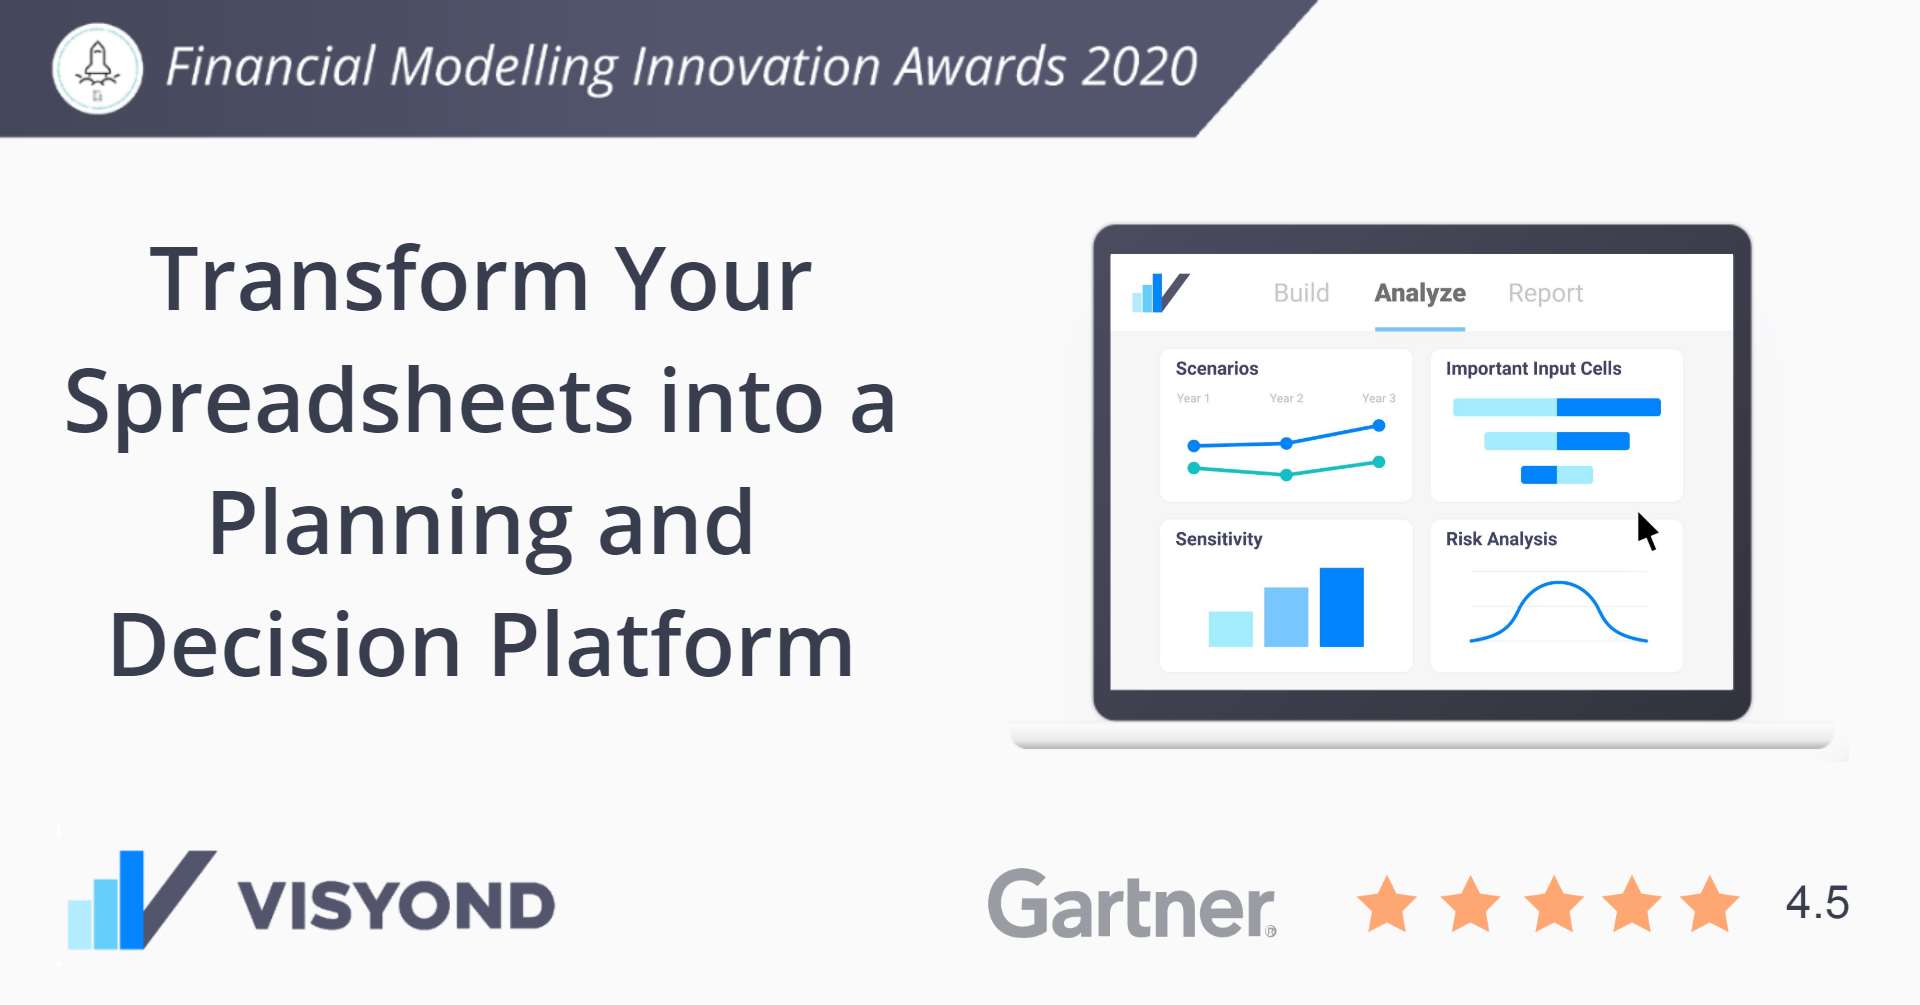 Financial Modelling Innovation Awards 2020
Transform Your
Spreadsheets into a
Planning and
Decision Platform
Build Analyze Report
Scenarios
Year 1 Year 2 Year 3
Important Input Cells
Sensitivity
Risk Analysis
VISYOND
Gartner®
4.5